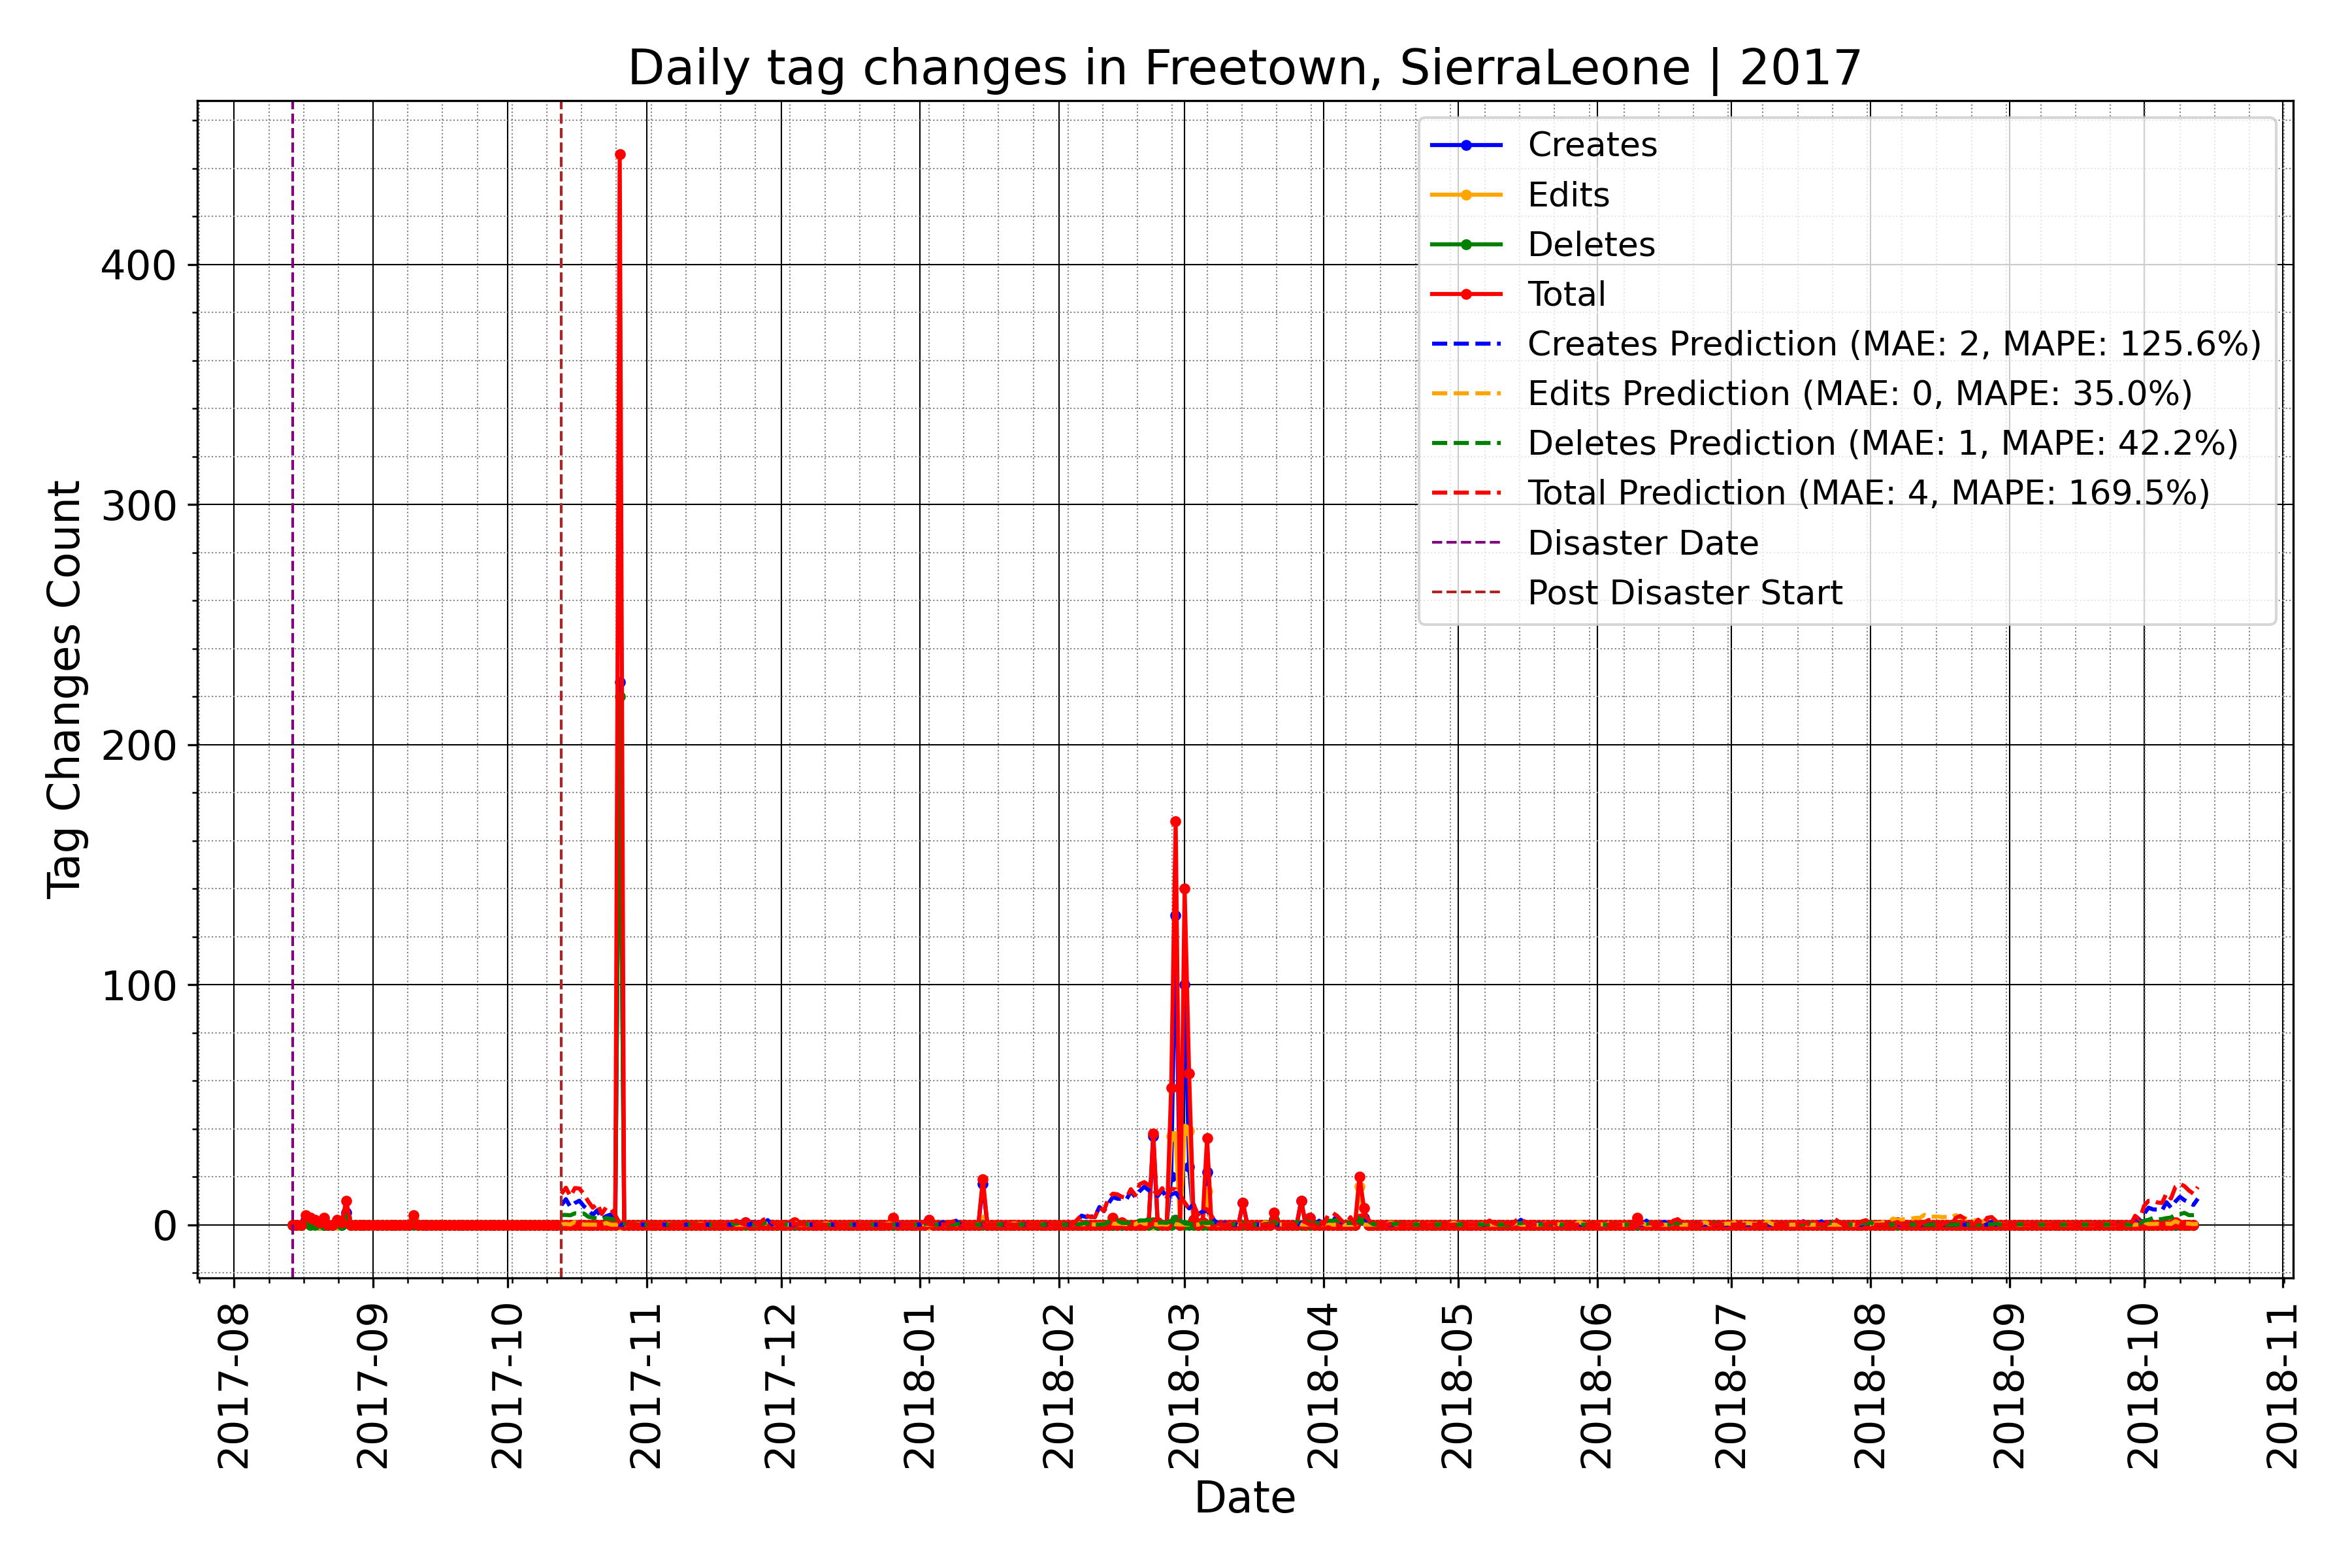 Daily tag changes in Freetown, SierraLeone | 2017
Creates
Edits
Deletes
Total
Creates Prediction (MAE: 2, MAPE: 125.6%)
Edits Prediction (MAE: 0, MAPE: 35.0%)
Deletes Prediction (MAE: 1, MAPE: 42.2%)
Total Prediction (MAE: 4, MAPE: 169.5%)
Disaster Date
Post Disaster Start
Tag Changes Count
400
300
200
100
0
2017-08
2017-09
2017-10
2017-11
2017-12
2018-01
2018-02
2018-03
2018-04
2018-05
2018-06
2018-07
2018-08
2018-09
2018-10
2018-11
Date